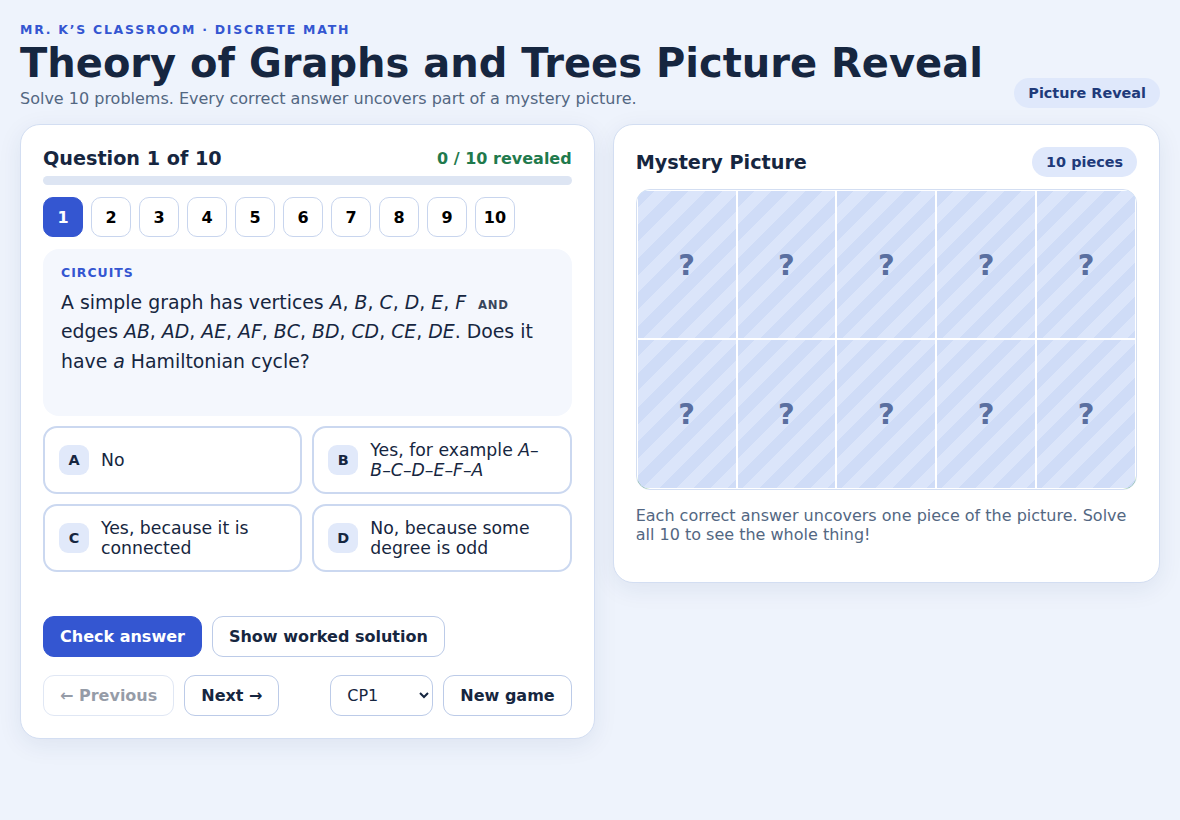 MR. K’S CLASSROOM · DISCRETE MATH
Theory of Graphs and Trees Picture Reveal
Solve 10 problems. Every correct answer uncovers part of a mystery picture.
Picture Reveal
Question 1 of 10
0 / 10 revealed
1 2 3 4 5 6 7 8 9 10
CIRCUITS
A simple graph has vertices A, B, C, D, E, F AND
edges AB, AD, AE, AF, BC, BD, CD, CE, DE. Does it
have a Hamiltonian cycle?
A No
B Yes, for example A–
B–C–D–E–F–A
C Yes, because it is
connected
D No, because some
degree is odd
Check answer
Show worked solution
← Previous
Next →
CP1
New game
Mystery Picture
10 pieces
? ? ? ? ?
? ? ? ? ?
Each correct answer uncovers one piece of the picture. Solve
all 10 to see the whole thing!